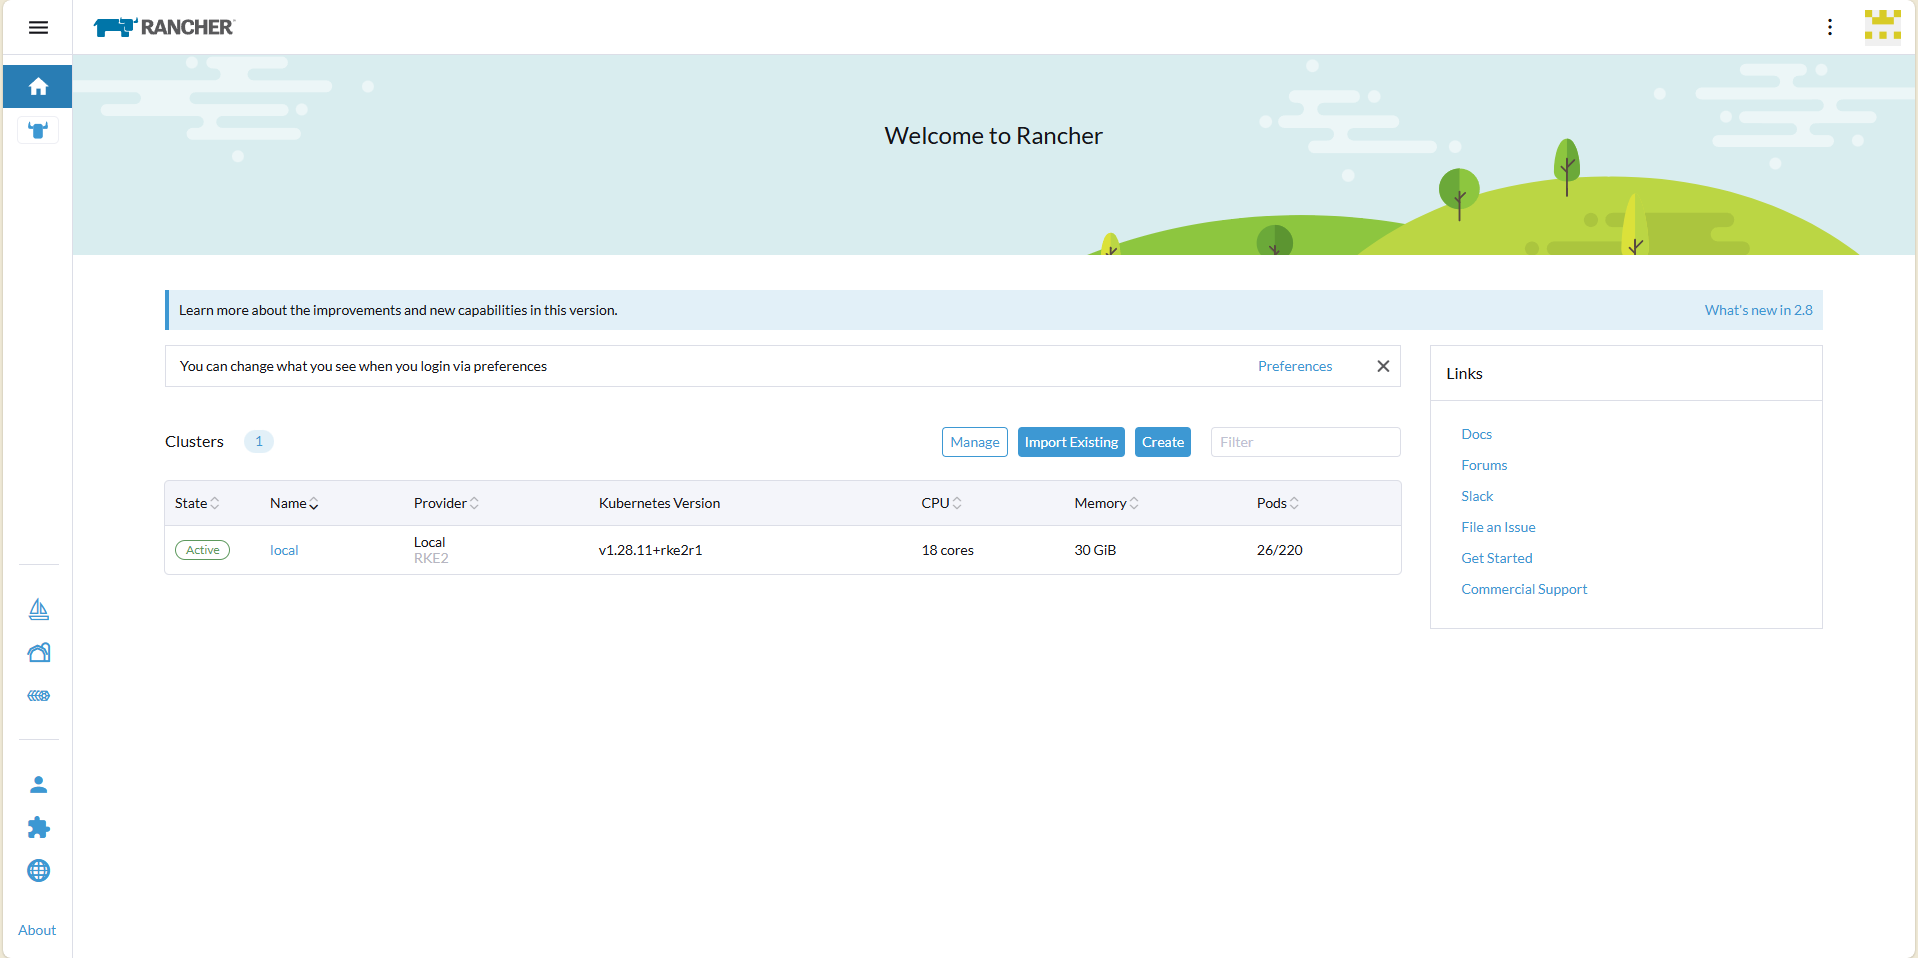 RANCHER
Welcome to Rancher
Learn more about the improvements and new capabilities in this version.
What's new in 2.8
You can change what you see when you login via preferences
Preferences
Links
Docs
Forums
Slack
File an Issue
Get Started
Commercial Support
Clusters 1
Manage Import Existing Create Filter
State Name Provider Kubernetes Version CPU Memory Pods
Active local Local v1.28.11+rke2r1 18 cores 30 GiB 26/220
RKE2
About